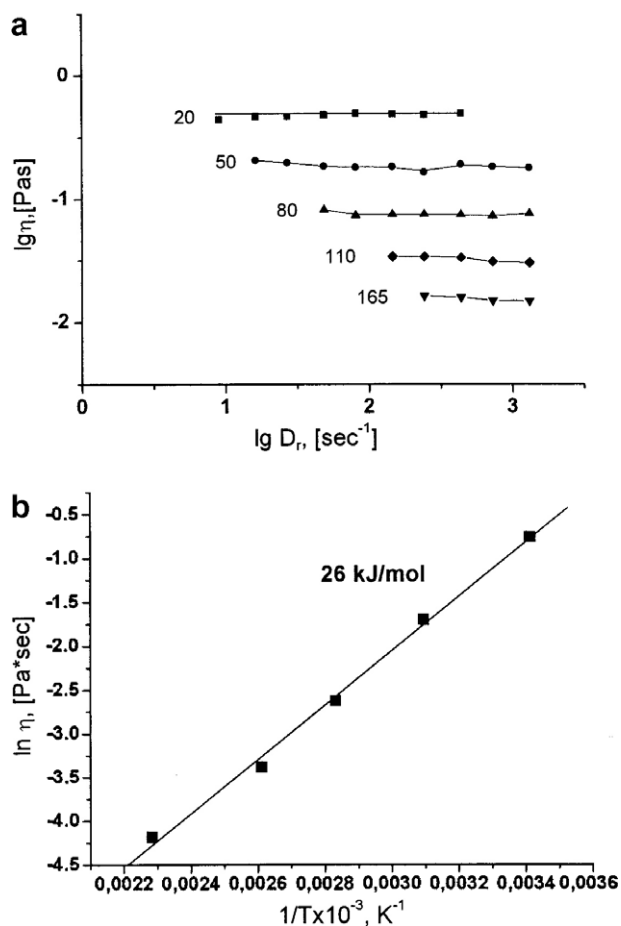 a
0
20
50
-1
80
110
165
-2
0
1
2
3
lgη,[Pas]
lg Dr, [sec⁻¹]
b
-0.5
26 kJ/mol
-1.0
-1.5
-2.0
-2.5
-3.0
-3.5
-4.0
-4.5
ln η, [Pa*sec]
0,0022 0,0024 0,0026 0,0028 0,0030 0,0032 0,0034 0,0036
1/Tx10⁻³, K⁻¹